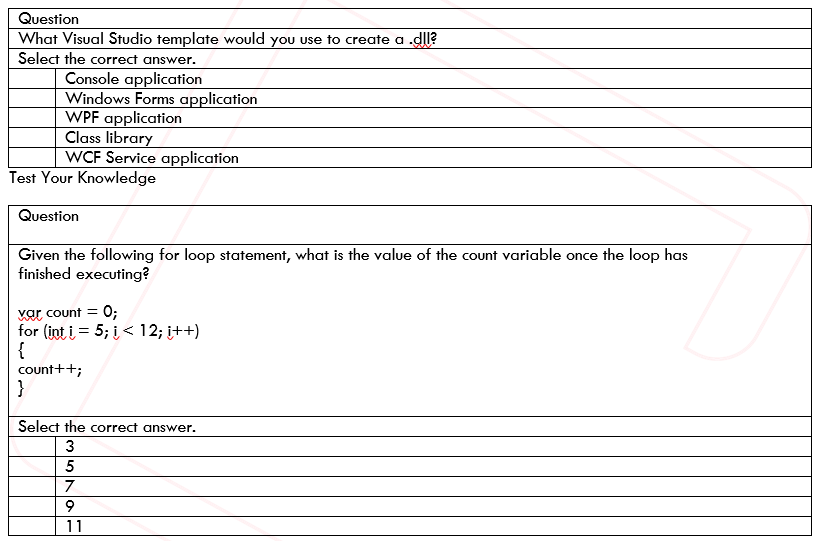 Question
What Visual Studio template would you use to create a .dll?
Select the correct answer.
Console application
Windows Forms application
WPF application
Class library
WCF Service application
Test Your Knowledge
Question
Given the following for loop statement, what is the value of the count variable once the loop has
finished executing?
var count = 0;
for (int i = 5; i < 12; i++)
{
count++;
}
Select the correct answer.
3
5
7
9
11